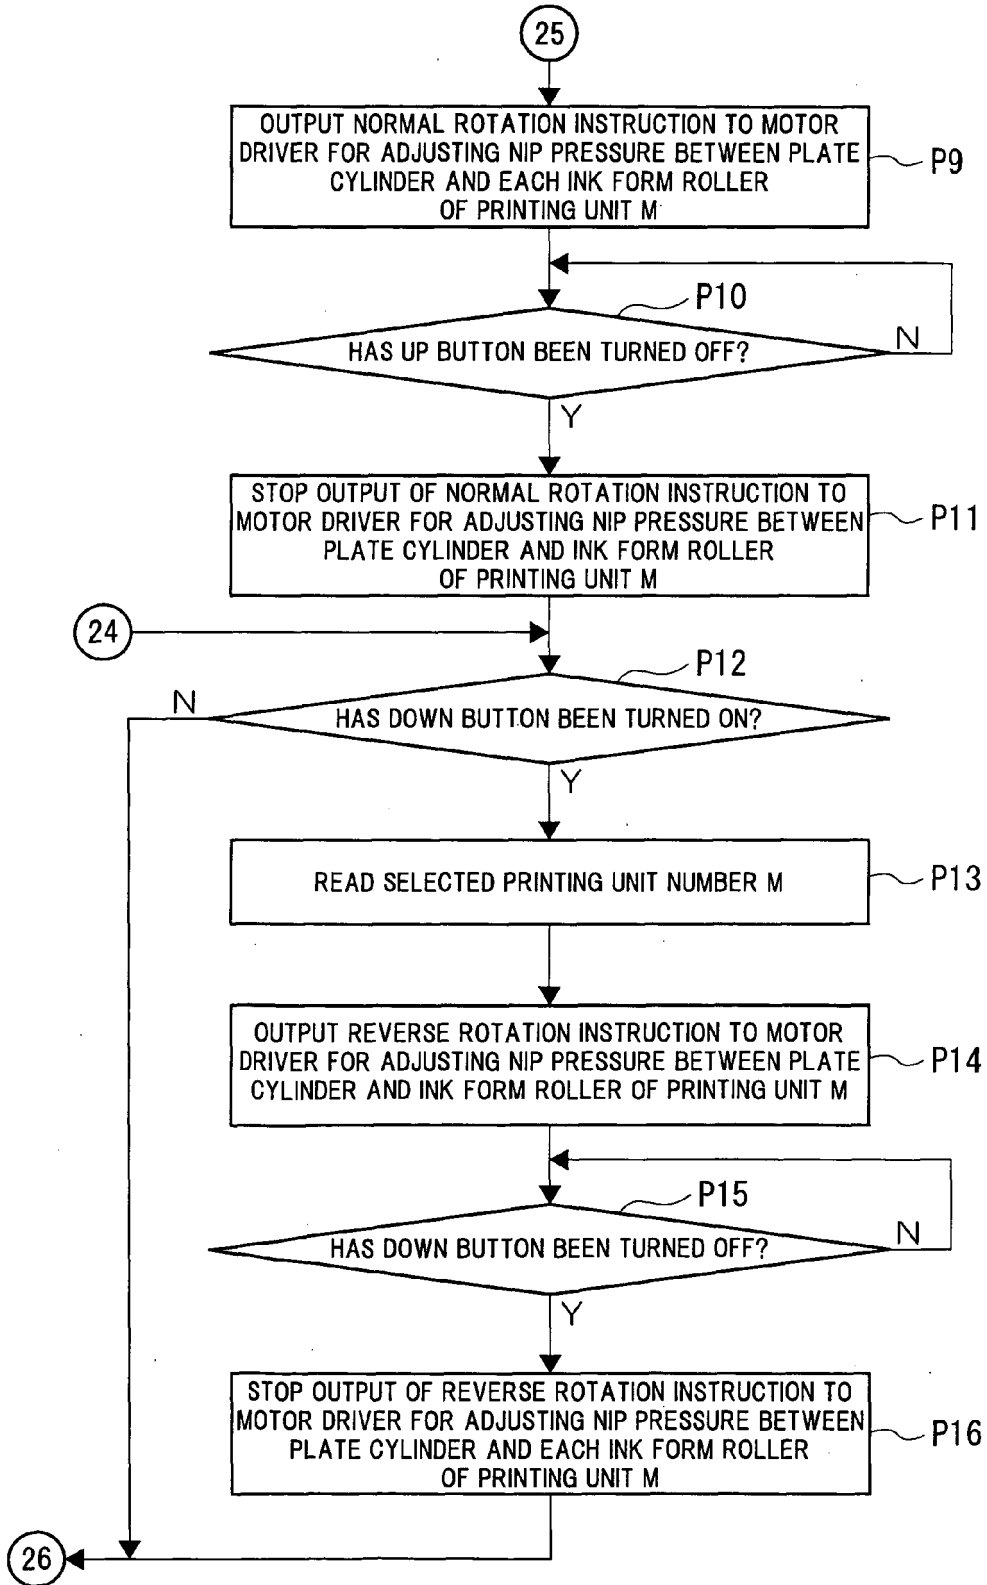 25
OUTPUT NORMAL ROTATION INSTRUCTION TO MOTOR
DRIVER FOR ADJUSTING NIP PRESSURE BETWEEN PLATE
CYLINDER AND EACH INK FORM ROLLER
OF PRINTING UNIT M
P9
P10
HAS UP BUTTON BEEN TURNED OFF?
N
Y
STOP OUTPUT OF NORMAL ROTATION INSTRUCTION TO
MOTOR DRIVER FOR ADJUSTING NIP PRESSURE BETWEEN
PLATE CYLINDER AND INK FORM ROLLER
OF PRINTING UNIT M
P11
24
P12
N
HAS DOWN BUTTON BEEN TURNED ON?
Y
READ SELECTED PRINTING UNIT NUMBER M
P13
OUTPUT REVERSE ROTATION INSTRUCTION TO MOTOR
DRIVER FOR ADJUSTING NIP PRESSURE BETWEEN PLATE
CYLINDER AND INK FORM ROLLER OF PRINTING UNIT M
P14
P15
HAS DOWN BUTTON BEEN TURNED OFF?
N
Y
STOP OUTPUT OF REVERSE ROTATION INSTRUCTION TO
MOTOR DRIVER FOR ADJUSTING NIP PRESSURE BETWEEN
PLATE CYLINDER AND EACH INK FORM ROLLER
OF PRINTING UNIT M
P16
26